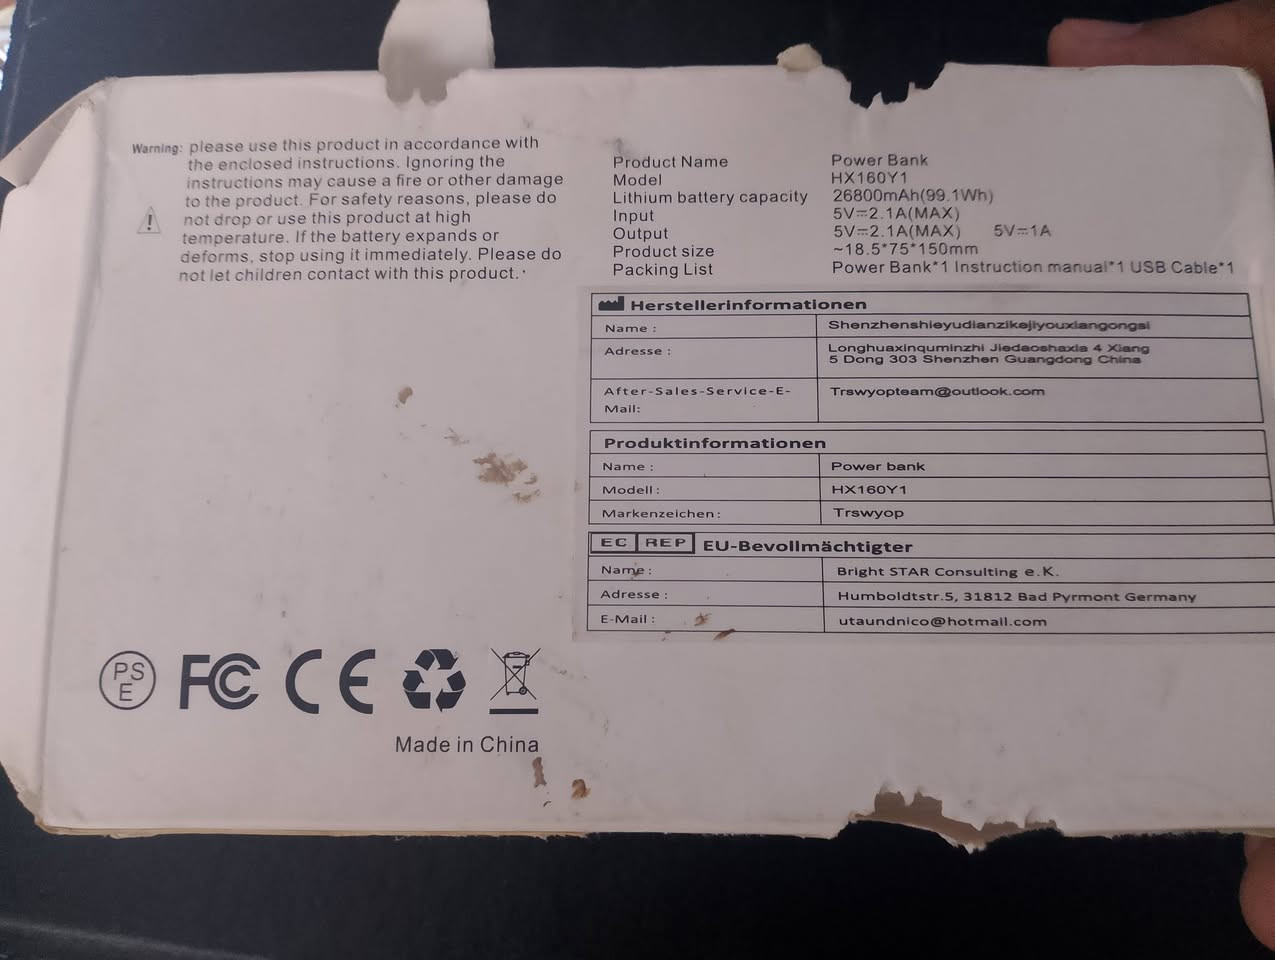 Warning: please use this product in accordance with
the enclosed instructions. Ignoring the
instructions may cause a fire or other damage
to the product. For safety reasons, please do
not drop or use this product at high
temperature. If the battery expands or
deforms, stop using it immediately. Please do
not let children contact with this product.
Product Name Power Bank
Model HX160Y1
Lithium battery capacity 26800mAh(99.1Wh)
Input 5V⎓2.1A(MAX)
Output 5V⎓2.1A(MAX) 5V⎓1A
Product size ~18.5*75*150mm
Packing List Power Bank*1 Instruction manual*1 USB Cable*1
Herstellerinformationen
Name : Shenzhenshieyudianzikejiyouxiangongsi
Adresse : Longhuaxinquminzhi Jiedaoshaxia 4 Xiang
5 Dong 303 Shenzhen Guangdong China
After-Sales-Service-E-
Mail: Trswyopteam@outlook.com
Produktinformationen
Name : Power bank
Modell : HX160Y1
Markenzeichen: Trswyop
EC REP EU-Bevollmächtigter
Name : Bright STAR Consulting e.K.
Adresse : Humboldtstr.5, 31812 Bad Pyrmont Germany
E-Mail : utaundnico@hotmail.com
PS
E
FC CE
Made in China